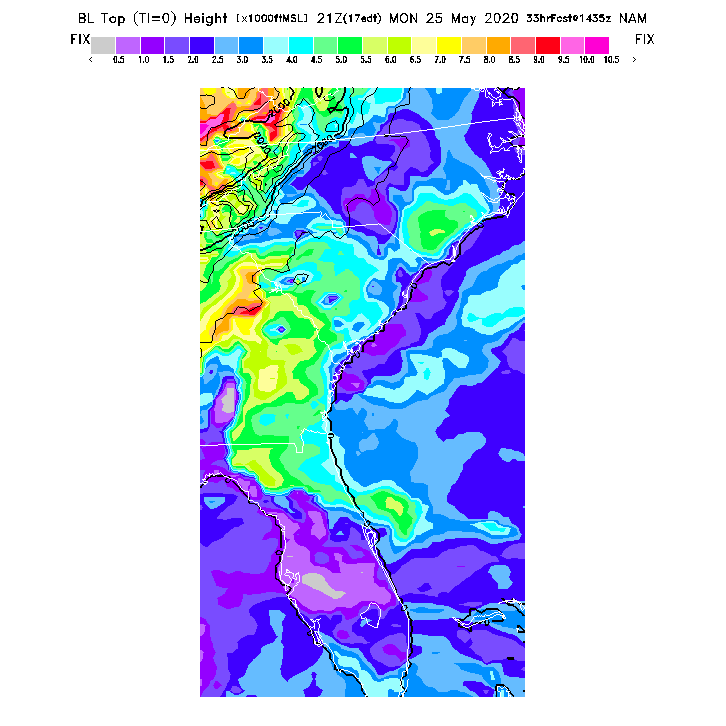 BL Top (TI=0) Height [x1000ftMSL] 21Z(17edt) MON 25 May 2020 33hrFcst@1435z NAM
FIX FIX
< 0.5 1.0 1.5 2.0 2.5 3.0 3.5 4.0 4.5 5.0 5.5 6.0 6.5 7.0 7.5 8.0 8.5 9.0 9.5 10.0 10.5 >